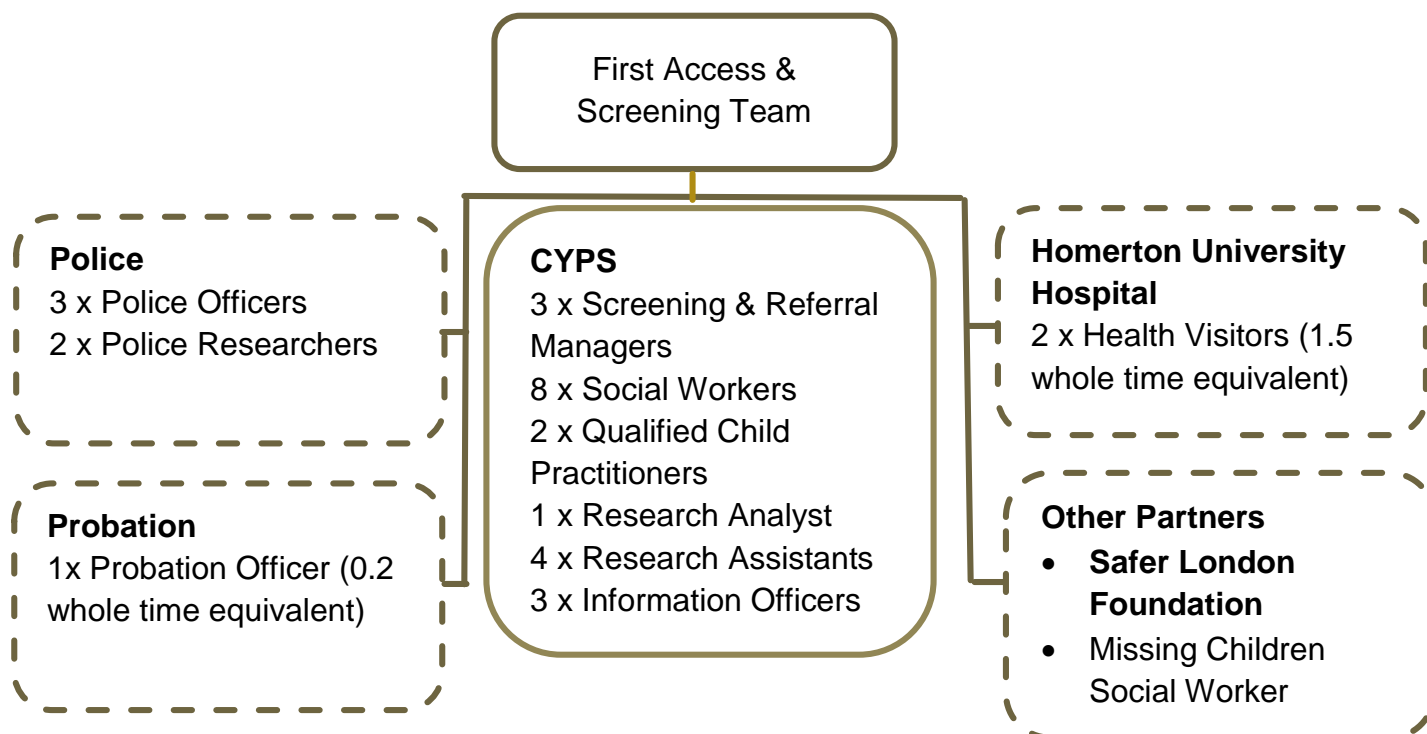 First Access &
Screening Team
Police
3 x Police Officers
2 x Police Researchers
Probation
1x Probation Officer (0.2
whole time equivalent)
CYPS
3 x Screening & Referral
Managers
8 x Social Workers
2 x Qualified Child
Practitioners
1 x Research Analyst
4 x Research Assistants
3 x Information Officers
Homerton University
Hospital
2 x Health Visitors (1.5
whole time equivalent)
Other Partners
• Safer London
Foundation
• Missing Children
Social Worker